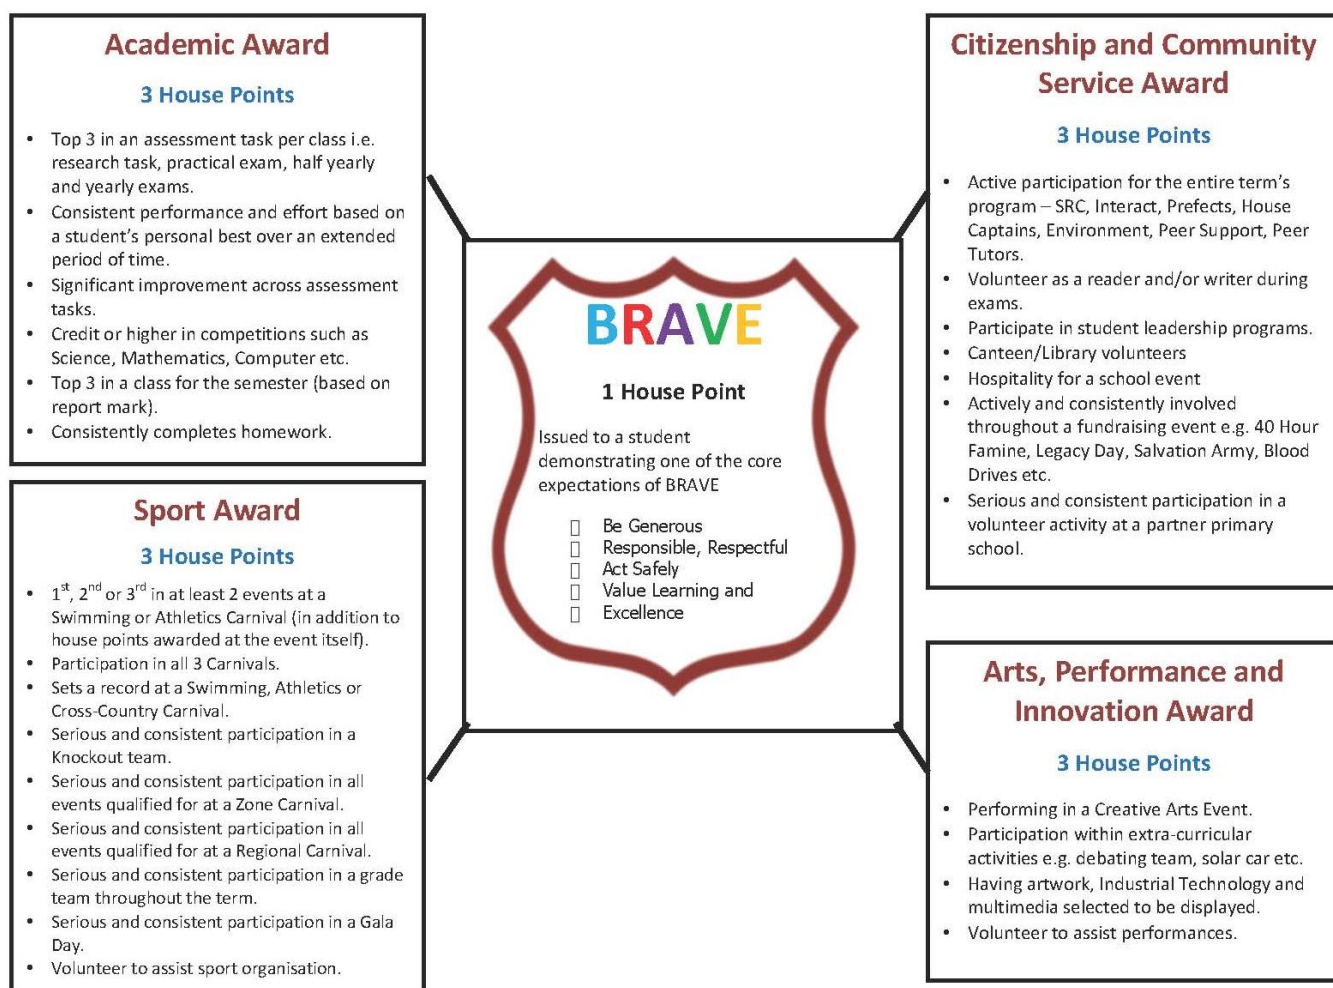 Academic Award
3 House Points
• Top 3 in an assessment task per class i.e.
research task, practical exam, half yearly
and yearly exams.
• Consistent performance and effort based on
a student's personal best over an extended
period of time.
• Significant improvement across assessment
tasks.
• Credit or higher in competitions such as
Science, Mathematics, Computer etc.
• Top 3 in a class for the semester (based on
report mark).
• Consistently completes homework.
Sport Award
3 House Points
• 1st, 2nd or 3rd in at least 2 events at a
Swimming or Athletics Carnival (in addition to
house points awarded at the event itself).
• Participation in all 3 Carnivals.
• Sets a record at a Swimming, Athletics or
Cross-Country Carnival.
• Serious and consistent participation in a
Knockout team.
• Serious and consistent participation in all
events qualified for at a Zone Carnival.
• Serious and consistent participation in all
events qualified for at a Regional Carnival.
• Serious and consistent participation in a grade
team throughout the term.
• Serious and consistent participation in a Gala
Day.
• Volunteer to assist sport organisation.
BRAVE
1 House Point
Issued to a student
demonstrating one of the core
expectations of BRAVE
Be Generous
Responsible, Respectful
Act Safely
Value Learning and
Excellence
Citizenship and Community
Service Award
3 House Points
• Active participation for the entire term's
program – SRC, Interact, Prefects, House
Captains, Environment, Peer Support, Peer
Tutors.
• Volunteer as a reader and/or writer during
exams.
• Participate in student leadership programs.
• Canteen/Library volunteers
• Hospitality for a school event
• Actively and consistently involved
throughout a fundraising event e.g. 40 Hour
Famine, Legacy Day, Salvation Army, Blood
Drives etc.
• Serious and consistent participation in a
volunteer activity at a partner primary
school.
Arts, Performance and
Innovation Award
3 House Points
• Performing in a Creative Arts Event.
• Participation within extra-curricular
activities e.g. debating team, solar car etc.
• Having artwork, Industrial Technology and
multimedia selected to be displayed.
• Volunteer to assist performances.